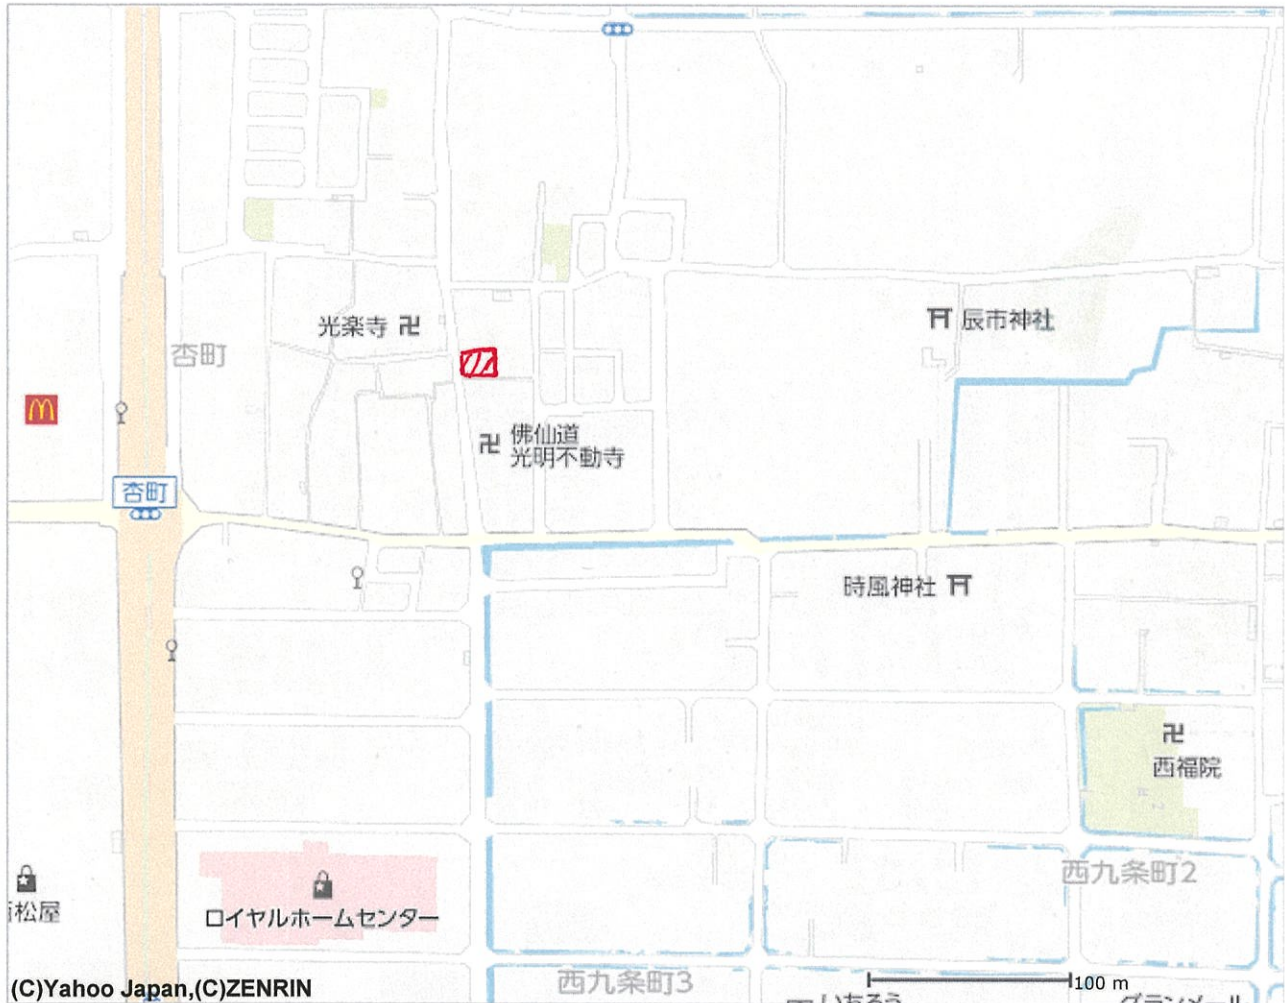 光楽寺
辰市神社
杏町
佛仙道
光明不動寺
杏町
時風神社
西福院
西九条町2
松屋
ロイヤルホームセンター
西九条町3
100 m
(C)Yahoo Japan,(C)ZENRIN